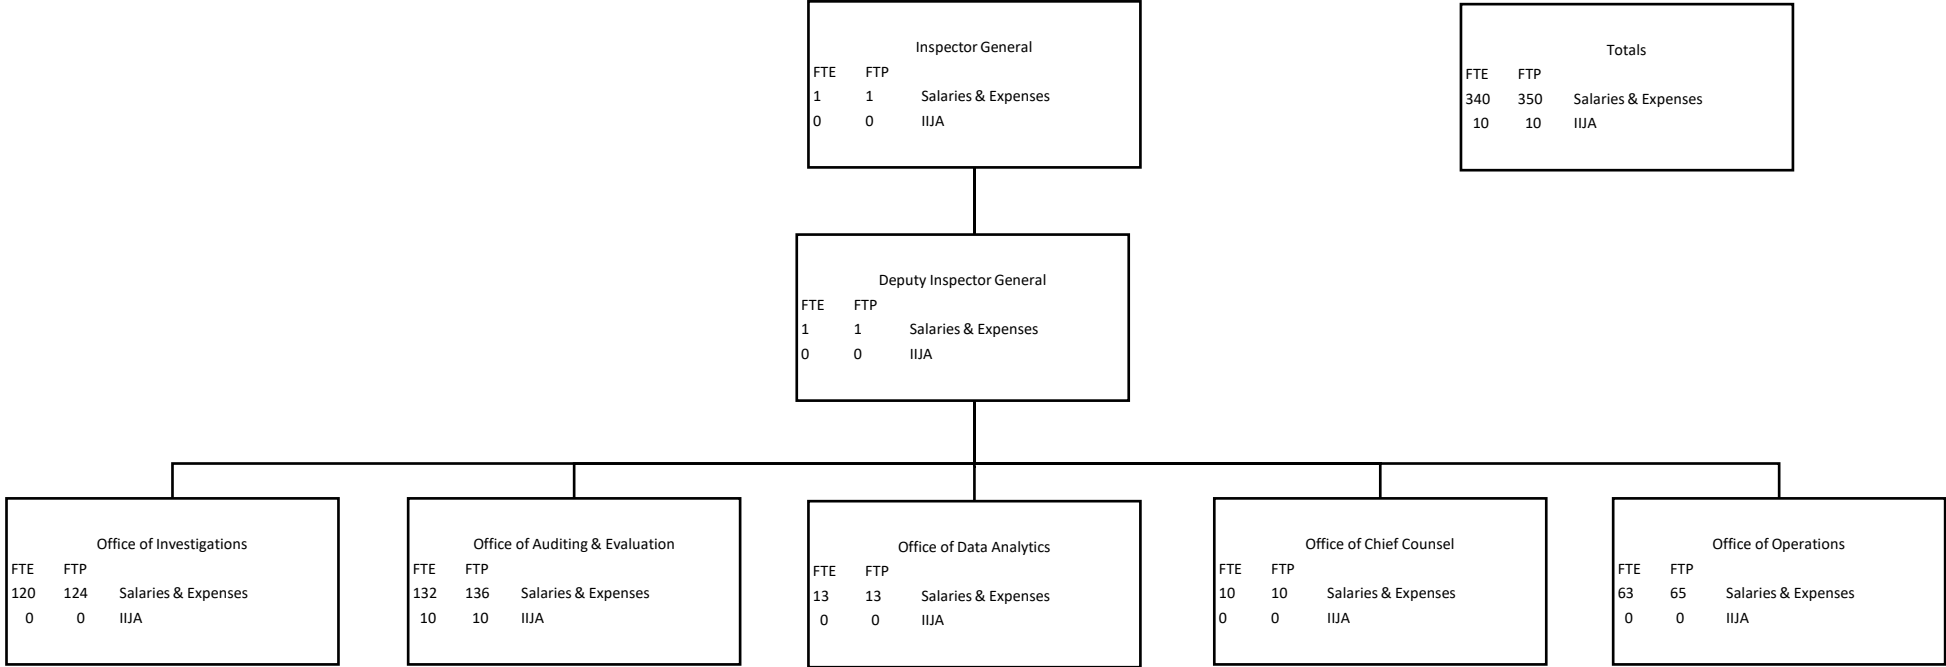 Inspector General
FTE FTP
1 1 Salaries & Expenses
0 0 IIJA
Totals
FTE FTP
340 350 Salaries & Expenses
10 10 IIJA
Deputy Inspector General
FTE FTP
1 1 Salaries & Expenses
0 0 IIJA
Office of Investigations
FTE FTP
120 124 Salaries & Expenses
0 0 IIJA
Office of Auditing & Evaluation
FTE FTP
132 136 Salaries & Expenses
10 10 IIJA
Office of Data Analytics
FTE FTP
13 13 Salaries & Expenses
0 0 IIJA
Office of Chief Counsel
FTE FTP
10 10 Salaries & Expenses
0 0 IIJA
Office of Operations
FTE FTP
63 65 Salaries & Expenses
0 0 IIJA